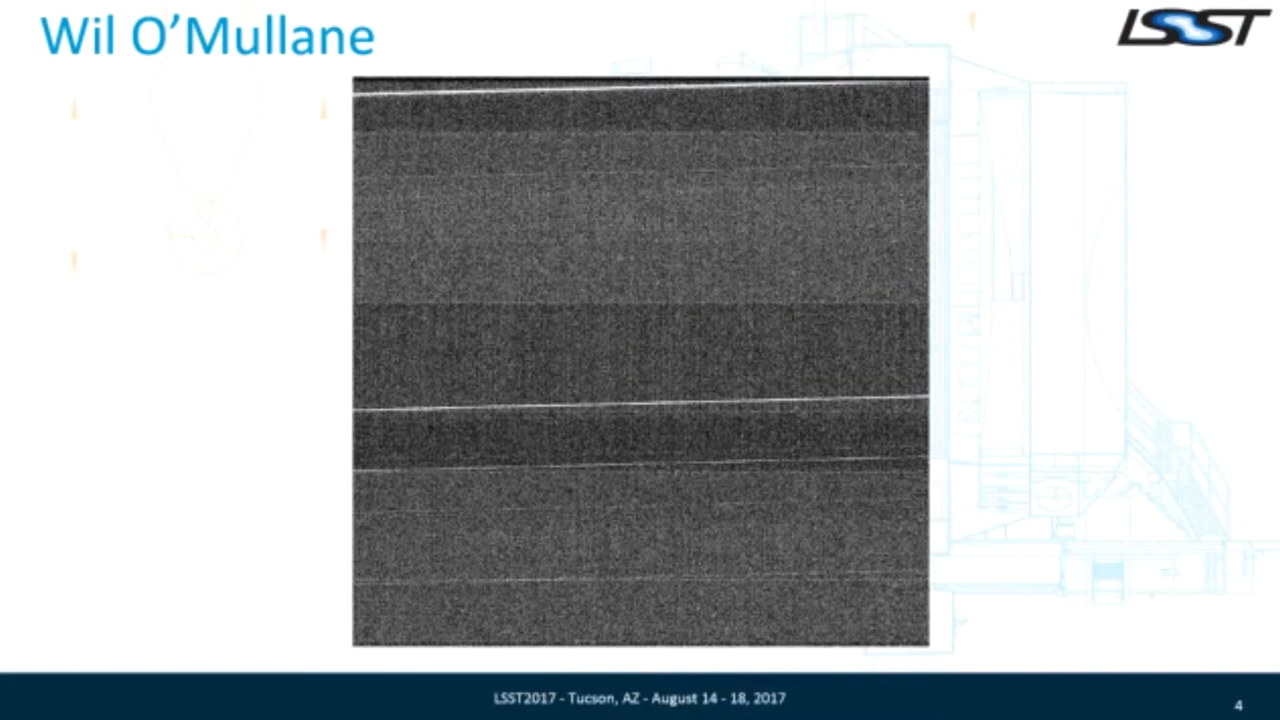 Wil O’Mullane
LSST
LSST2017 - Tucson, AZ - August 14 - 18, 2017
4